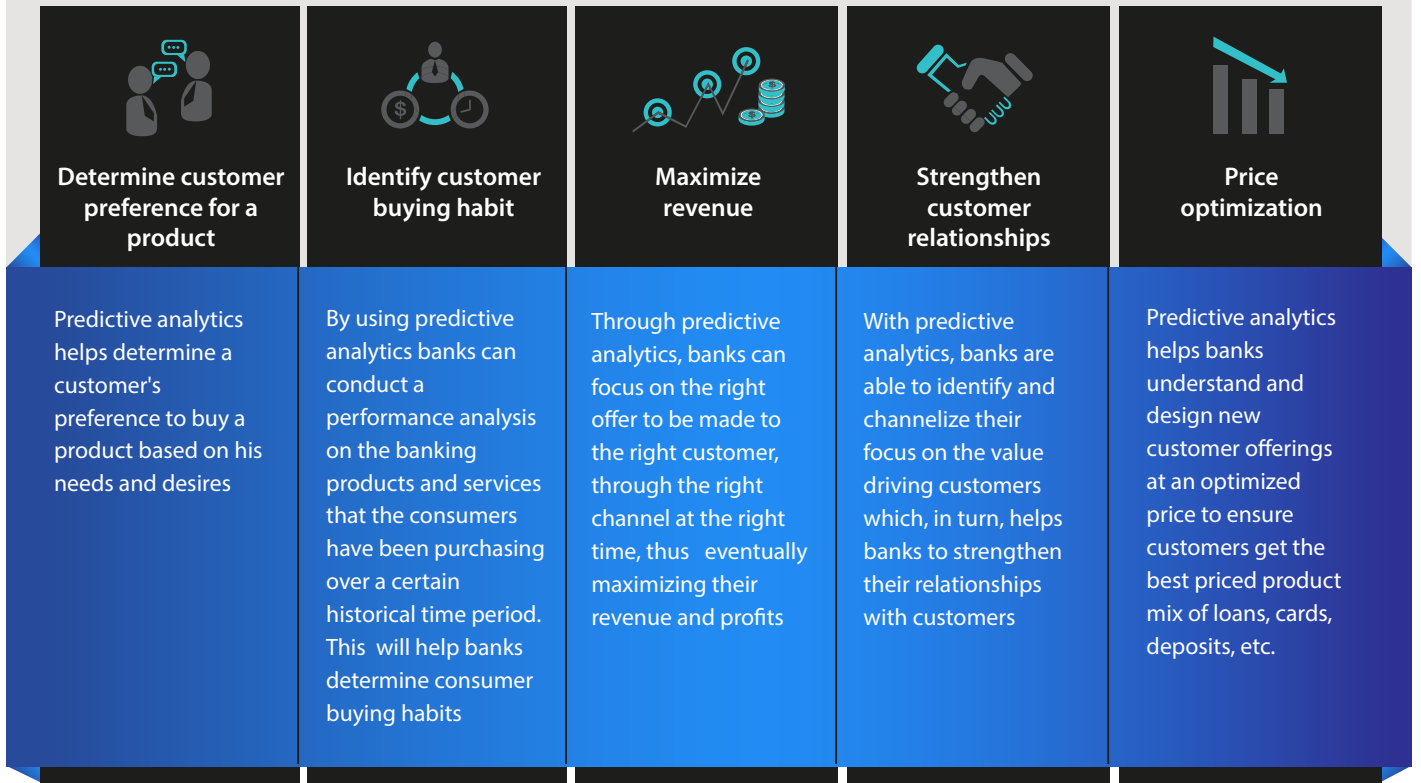 Determine customer
preference for a
product
Predictive analytics
helps determine a
customer's
preference to buy a
product based on his
needs and desires
Identify customer
buying habit
By using predictive
analytics banks can
conduct a
performance analysis
on the banking
products and services
that the consumers
have been purchasing
over a certain
historical time period.
This  will help banks
determine consumer
buying habits
Maximize
revenue
Through predictive
analytics, banks can
focus on the right
offer to be made to
the right customer,
through the right
channel at the right
time, thus  eventually
maximizing their
revenue and profits
Strengthen
customer
relationships
With predictive
analytics, banks are
able to identify and
channelize their
focus on the value
driving customers
which, in turn, helps
banks to strengthen
their relationships
with customers
Price
optimization
Predictive analytics
helps banks
understand and
design new
customer offerings
at an optimized
price to ensure
customers get the
best priced product
mix of loans, cards,
deposits, etc.